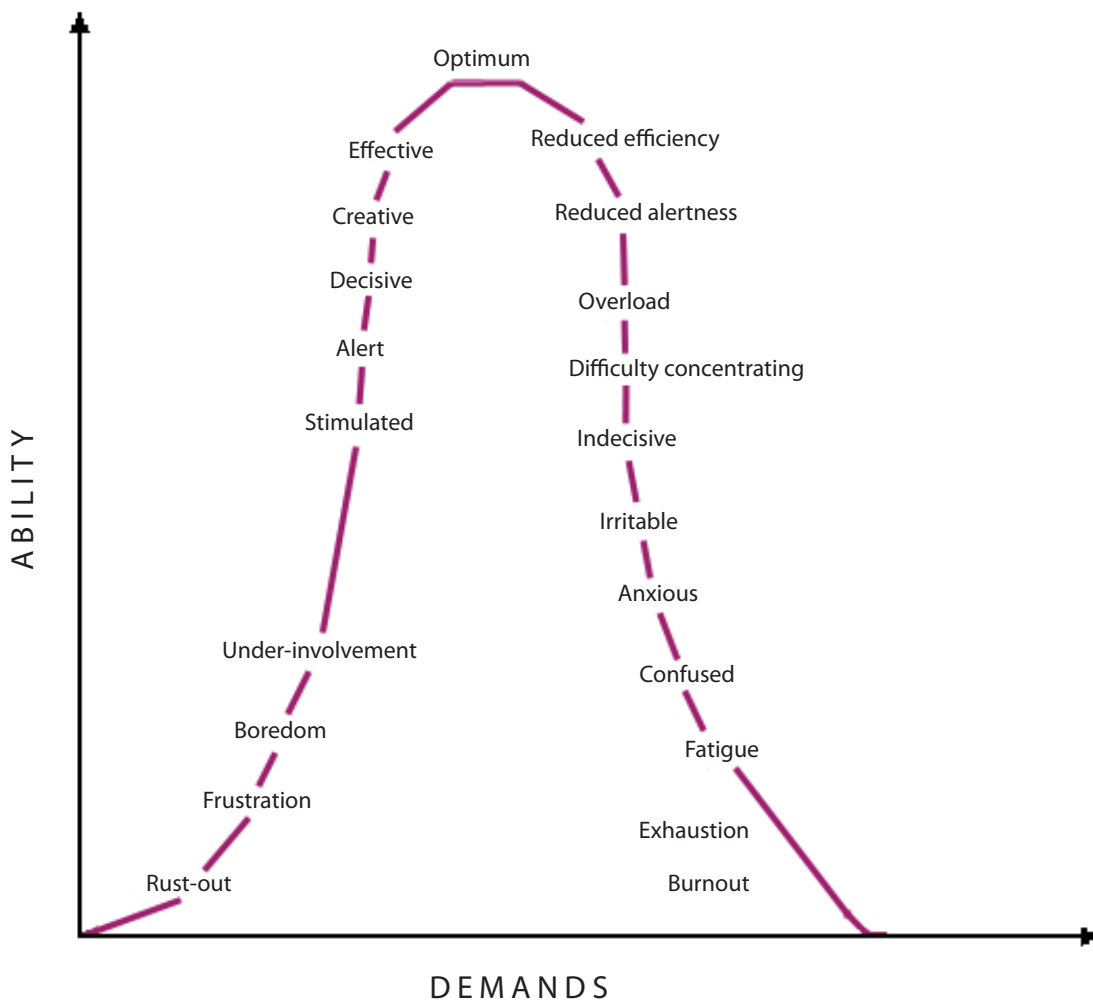 Optimum
Reduced efficiency
Effective
Reduced alertness
Creative
Decisive
Overload
Alert
Difficulty concentrating
Stimulated
Indecisive
ABILITY
Irritable
Anxious
Under-involvement
Confused
Boredom
Fatigue
Frustration
Exhaustion
Rust-out
Burnout
DEMANDS